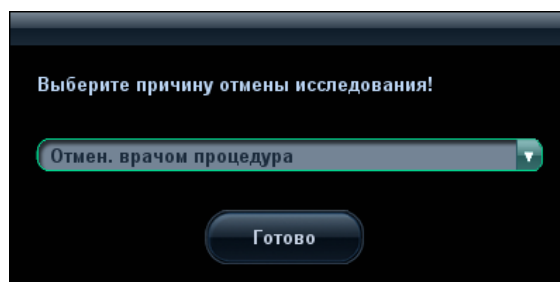 Выберите причину отмены исследования!
Отмен. врачом процедура
Готово